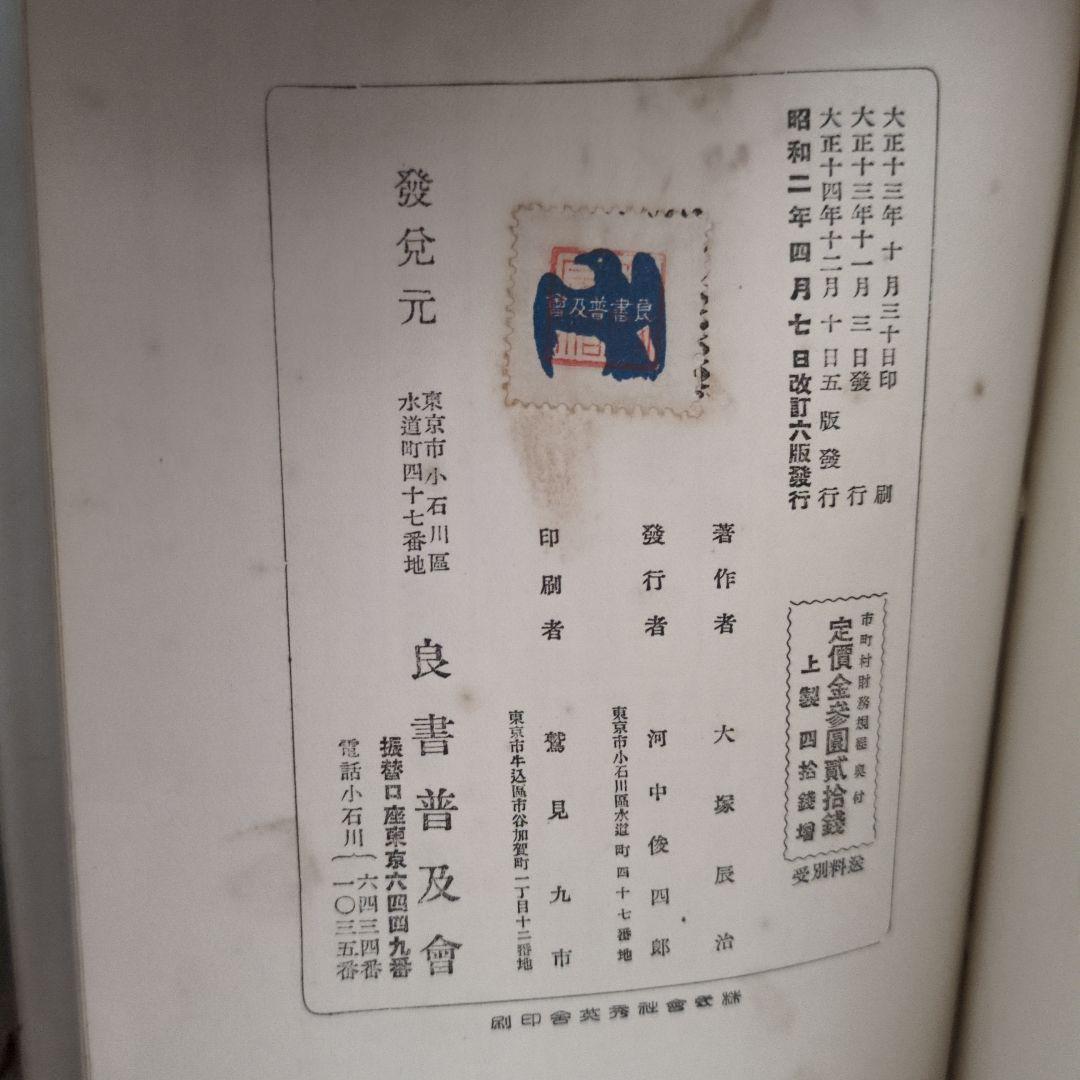 大正十三年十月三十日印刷
大正十三年十一月三日發行
大正十四年十二月十日五版發行
昭和二年四月七日改訂六版發行
市町村財務規程奥付
定價金參圓貳拾錢
上製四拾錢增
送料別受
著作者 大塚辰治
東京市小石川區水道町四十七番地
發行者 河中俊四郎
東京市牛込區市谷加賀町一丁目十二番地
印刷者 鷲見九市
良書普及會
發兌元
東京市小石川區
水道町四十七番地
良書普及會
振替口座東京六四四九番
電話小石川
六四三四番
一〇三五番
株式會社秀英舍印刷